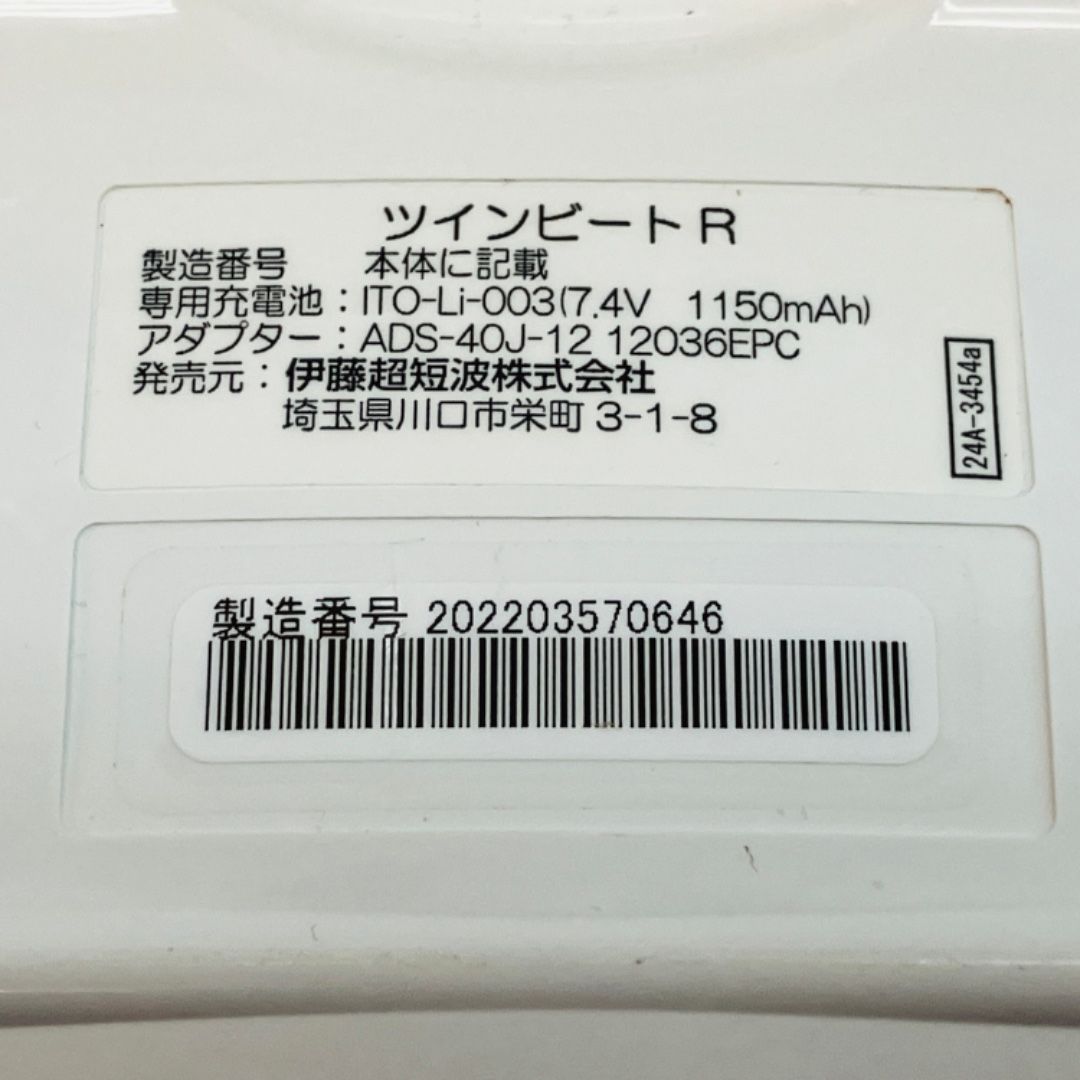 ツインビート R
製造番号 本体に記載
専用充電池：ITO-Li-003(7.4V 1150mAh)
アダプター：ADS-40J-12 12036EPC
発売元：伊藤超短波株式会社
埼玉県川口市栄町 3-1-8
24A-3454a
製造番号 202203570646